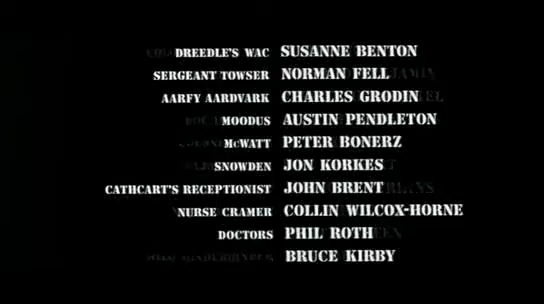 DREEDLE'S WAC SUSANNE BENTON
SERGEANT TOWSER NORMAN FELL
AARFY AARDVARK CHARLES GRODIN
MOODUS AUSTIN PENDLETON
McWATT PETER BONERZ
SNOWDEN JON KORKES
CATHCART'S RECEPTIONIST JOHN BRENT
NURSE CRAMER COLLIN WILCOX-HORNE
DOCTORS PHIL ROTH
BRUCE KIRBY